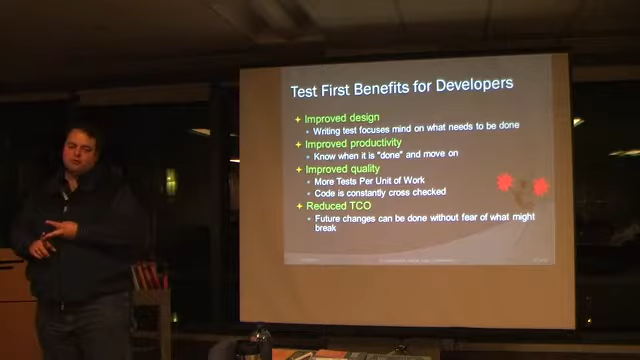 Test First Benefits for Developers
Improved design
Writing test focuses mind on what needs to be done
Improved productivity
Know when it is "done" and move on
Improved quality
More Tests Per Unit of Work
Code is constantly cross checked
Reduced TCO
Future changes can be done without fear of what might
break